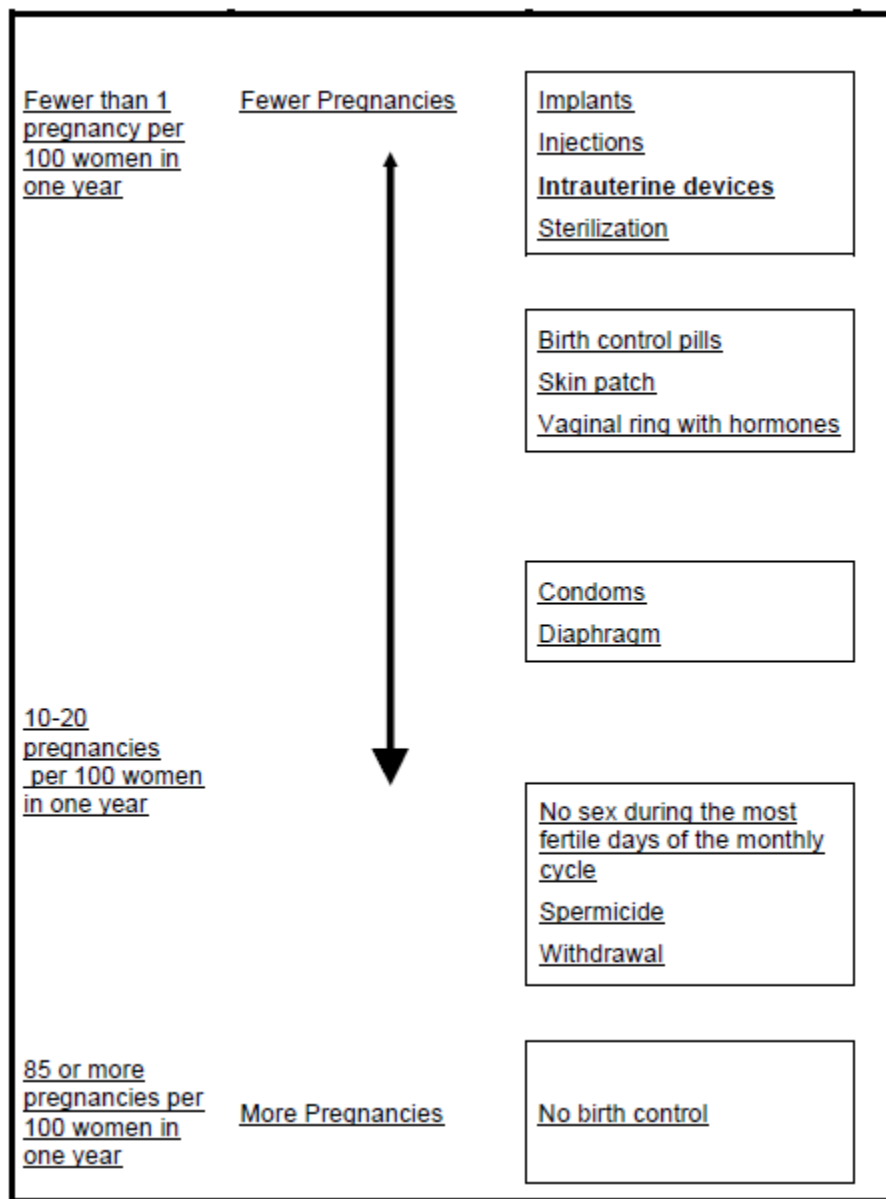 Fewer than 1
pregnancy per
100 women in
one year
Fewer Pregnancies
Implants
Injections
Intrauterine devices
Sterilization
Birth control pills
Skin patch
Vaginal ring with hormones
Condoms
Diaphragm
10-20
pregnancies
per 100 women
in one year
No sex during the most
fertile days of the monthly
cycle
Spermicide
Withdrawal
85 or more
pregnancies per
100 women in
one year
More Pregnancies
No birth control